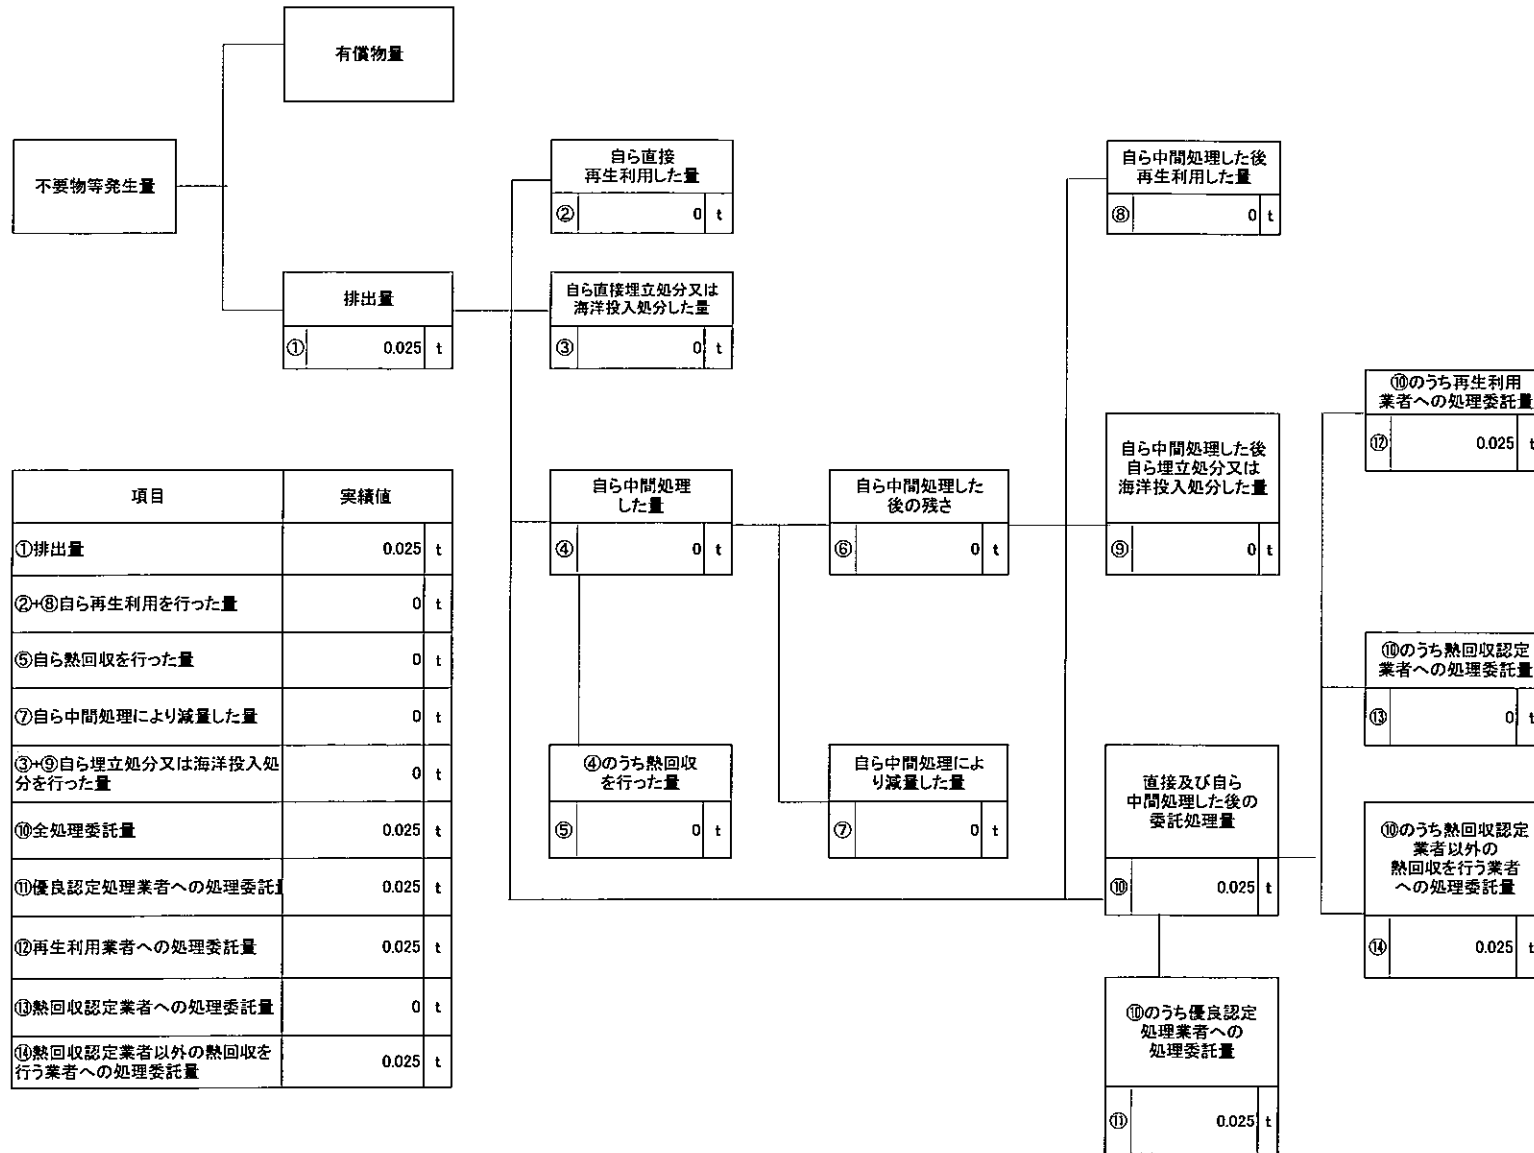 有償物量
不要物等発生量
排出量
① 0.025 t
自ら直接
再生利用した量
② 0 t
自ら直接埋立処分又は
海洋投入処分した量
③ 0 t
自ら中間処理した後
再生利用した量
⑧ 0 t
自ら中間処理
した量
④ 0 t
自ら中間処理した
後の残さ
⑥ 0 t
自ら中間処理した後
自ら埋立処分又は
海洋投入処分した量
⑨ 0 t
⑩のうち再生利用
業者への処理委託量
⑫ 0.025 t
④のうち熱回収
を行った量
⑤ 0 t
自ら中間処理によ
り減量した量
⑦ 0 t
直接及び自ら
中間処理した後の
委託処理量
⑩ 0.025 t
⑩のうち熱回収認定
業者への処理委託量
⑬ 0 t
⑩のうち熱回収認定
業者以外の
熱回収を行う業者
への処理委託量
⑭ 0.025 t
⑩のうち優良認定
処理業者への
処理委託量
⑪ 0.025 t
項目 実績値
①排出量 0.025 t
②+⑧自ら再生利用を行った量 0 t
⑤自ら熱回収を行った量 0 t
⑦自ら中間処理により減量した量 0 t
③+⑨自ら埋立処分又は海洋投入処
分を行った量 0 t
⑩全処理委託量 0.025 t
⑪優良認定処理業者への処理委託 0.025 t
⑫再生利用業者への処理委託量 0.025 t
⑬熱回収認定業者への処理委託量 0 t
⑭熱回収認定業者以外の熱回収を
行う業者への処理委託量 0.025 t